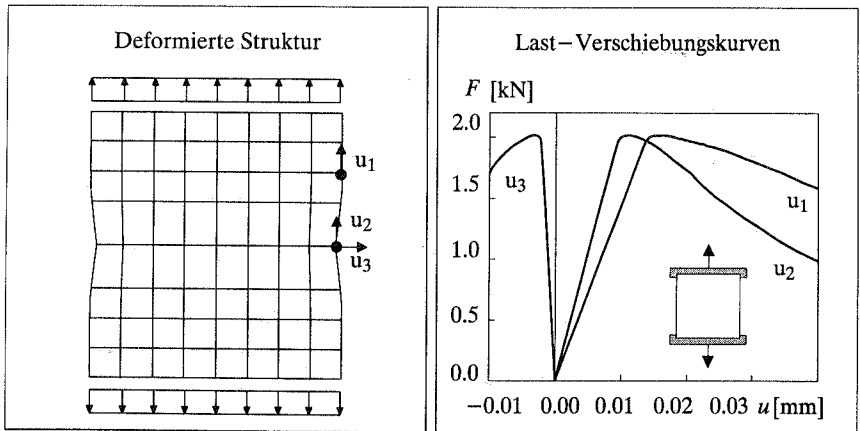 Deformierte Struktur
u1
u2
u3
Last–Verschiebungskurven
F [kN]
2.0
1.5
1.0
0.5
0.0
u3
u1
u2
−0.01 0.00 0.01 0.02 0.03 u [mm]